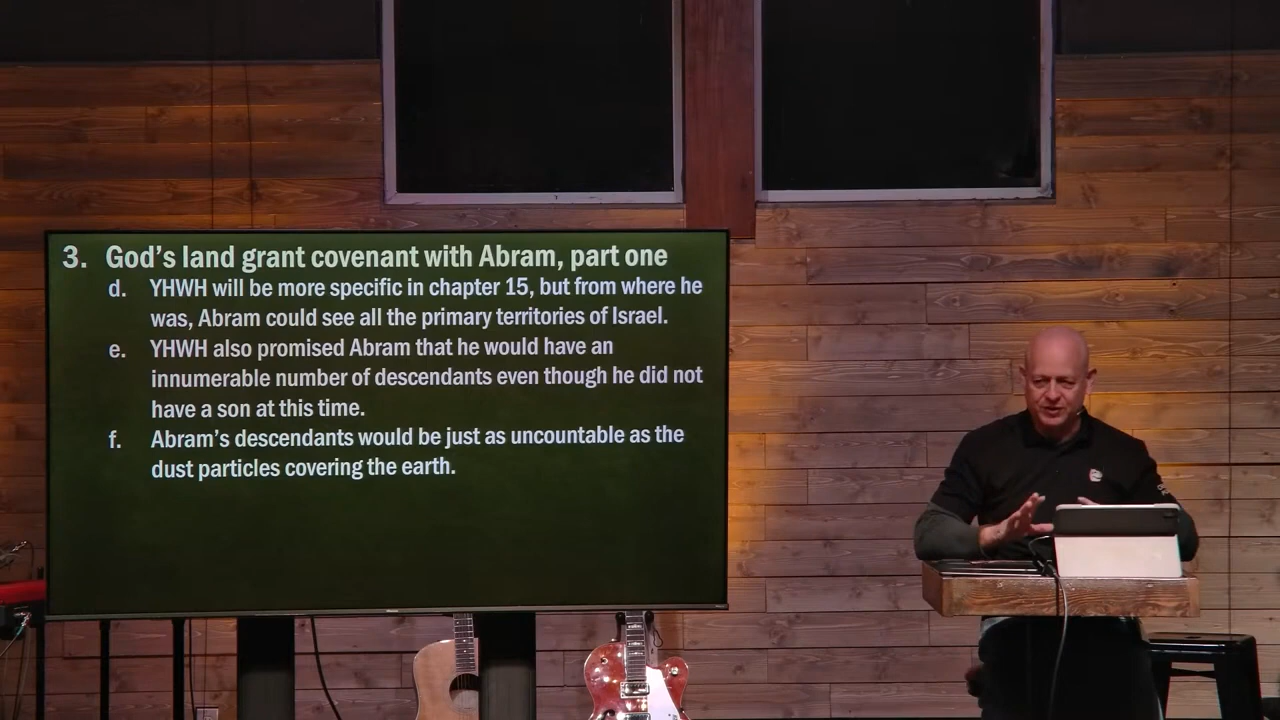 3. God's land grant covenant with Abram, part one
d. YHWH will be more specific in chapter 15, but from where he
was, Abram could see all the primary territories of Israel.
e. YHWH also promised Abram that he would have an
innumerable number of descendants even though he did not
have a son at this time.
f. Abram's descendants would be just as uncountable as the
dust particles covering the earth.